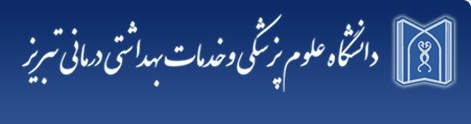 دانشگاه علوم پزشکی و خدمات بهداشتی درمانی تبریز